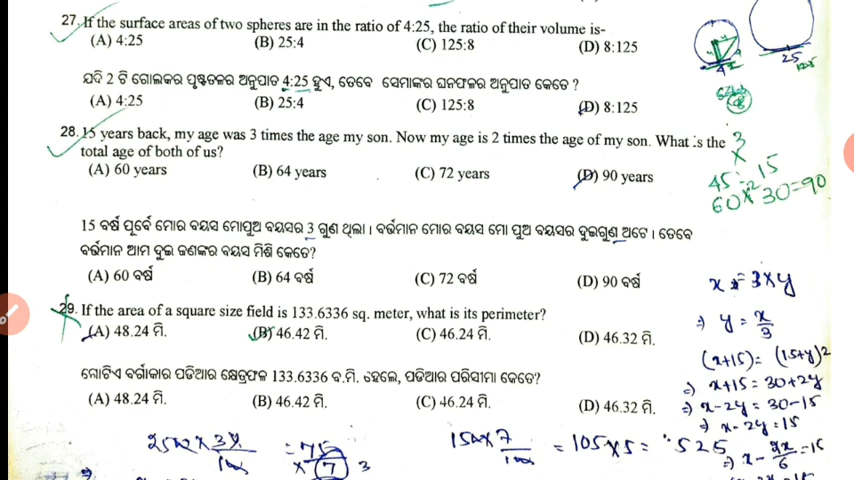 27. If the surface areas of two spheres are in the ratio of 4:25, the ratio of their volume is-
(A) 4:25 (B) 25:4 (C) 125:8 (D) 8:125
ଯଦି 2 ଟି ଗୋଲକର ପୃଷ୍ଠତଳର ଅନୁପାତ 4:25 ହୁଏ, ତେବେ ସେମାଙ୍କର ଘନଫଳର ଅନୁପାତ କେତେ ?
(A) 4:25 (B) 25:4 (C) 125:8 (D) 8:125
28. 15 years back, my age was 3 times the age my son. Now my age is 2 times the age of my son. What is the
total age of both of us?
(A) 60 years (B) 64 years (C) 72 years (D) 90 years
15 ବର୍ଷ ପୂର୍ବେ ମୋର ବୟସ ମୋପୁଅ ବୟସର 3 ଗୁଣ ଥିଲା । ବର୍ତ୍ତମାନ ମୋର ବୟସ ମୋ ପୁଅ ବୟସର ଦୁଇଗୁଣ ଅଟେ । ତେବେ
ବର୍ତ୍ତମାନ ଆମ ଦୁଇ ଜଣଙ୍କର ବୟସ ମିଶି କେତେ?
(A) 60 ବର୍ଷ (B) 64 ବର୍ଷ (C) 72 ବର୍ଷ (D) 90 ବର୍ଷ
29. If the area of a square size field is 133.6336 sq. meter, what is its perimeter?
(A) 48.24 ମି. (B) 46.42 ମି. (C) 46.24 ମି. (D) 46.32 ମି.
ଗୋଟିଏ ବର୍ଗାକାର ପଡିଆର କ୍ଷେତ୍ରଫଳ 133.6336 ବ.ମି. ହେଲେ, ପଡିଆର ପରିସୀମା କେତେ?
(A) 48.24 ମି. (B) 46.42 ମି. (C) 46.24 ମି. (D) 46.32 ମି.
25
3
45 15
60 30=90
x = 3xy
⇒ y = x/3
(x+15) = (15+y)2
⇒ x+15 = 30+2y
⇒ x-2y = 30-15
⇒ x-2y = 15
= 75
x 7 3
= 105x5 = 525